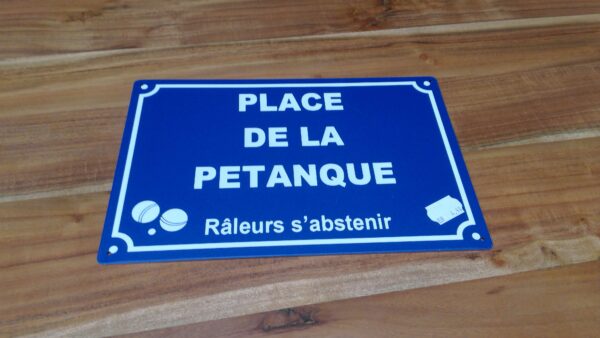 PLACE
DE LA
PETANQUE
Râleurs s'abstenir